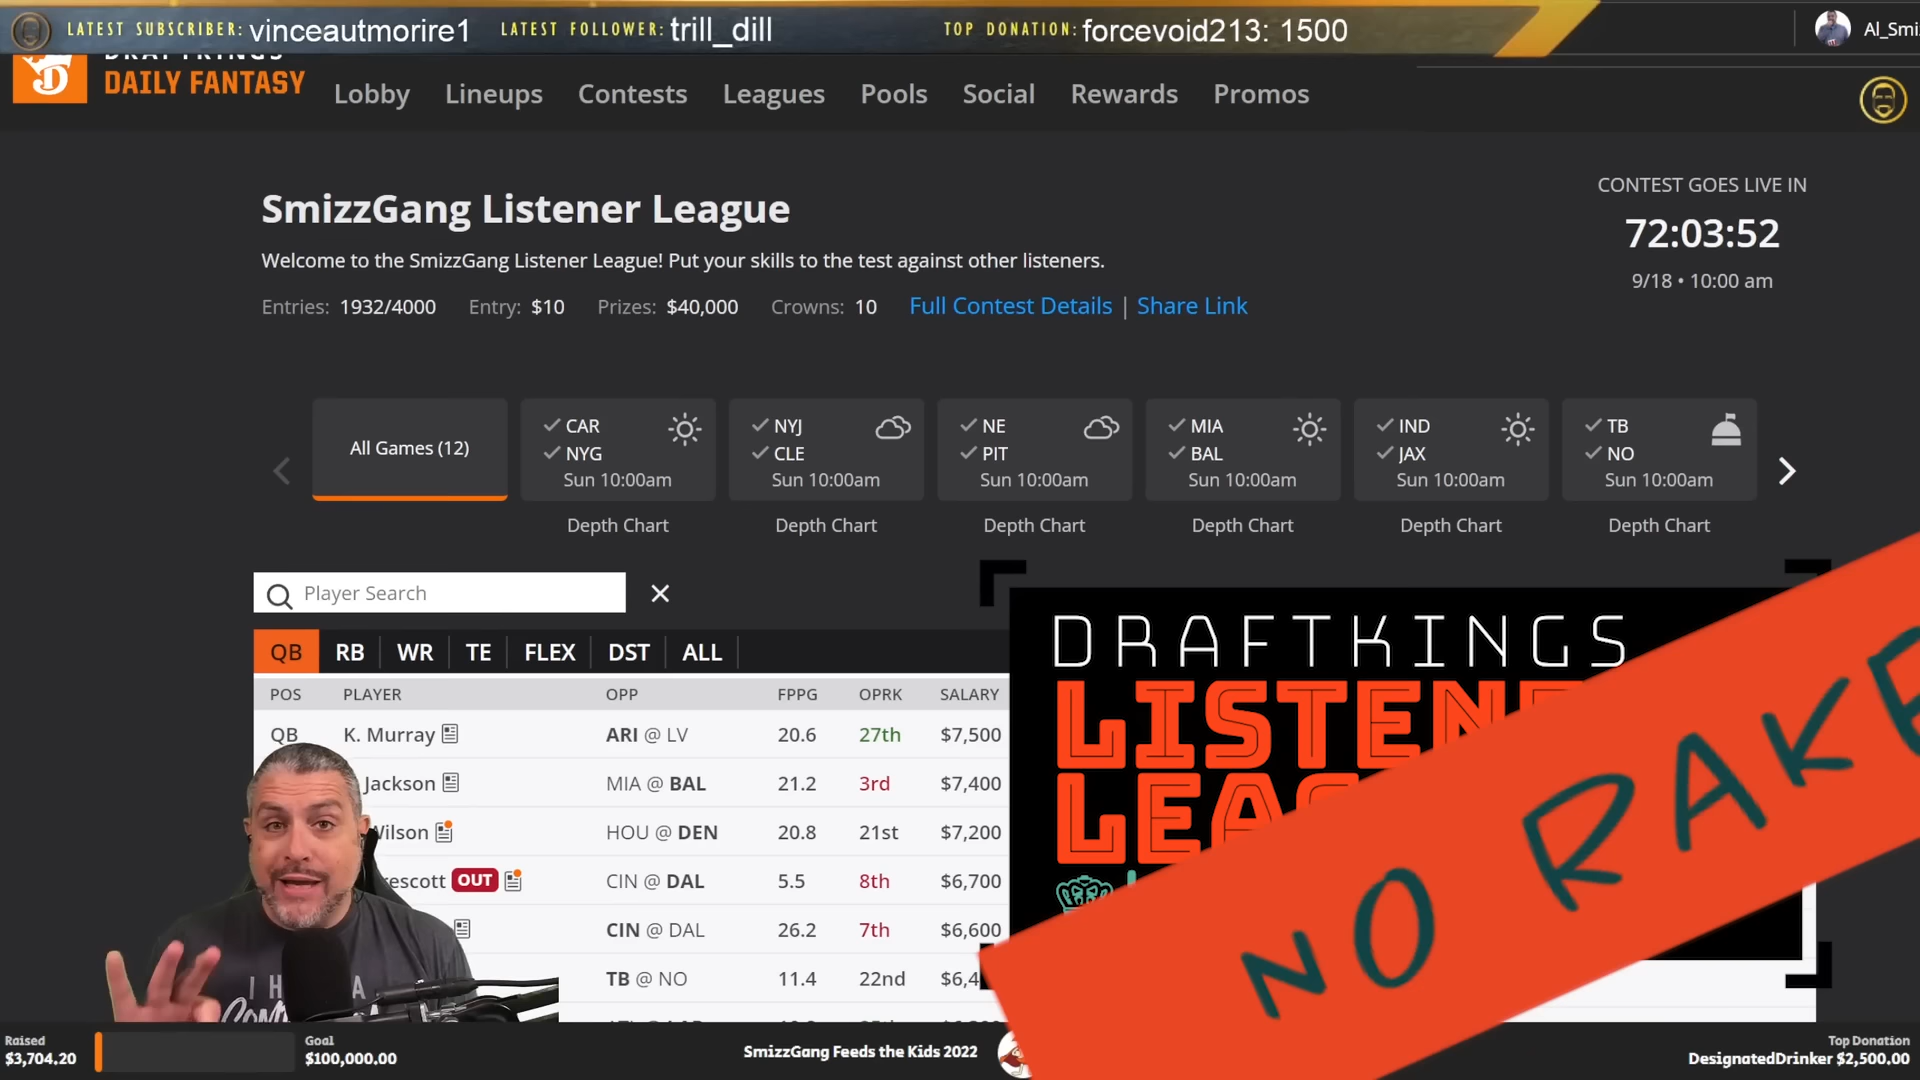 LATEST SUBSCRIBER: vinceautmorire1 LATEST FOLLOWER: trill_dill TOP DONATION: forcevoid213: 1500
Al_Smi
DRAFTKINGS
DAILY FANTASY
Lobby Lineups Contests Leagues Pools Social Rewards Promos
SmizzGang Listener League
CONTEST GOES LIVE IN
72:03:52
9/18 • 10:00 am
Welcome to the SmizzGang Listener League! Put your skills to the test against other listeners.
Entries: 1932/4000 Entry: $10 Prizes: $40,000 Crowns: 10 Full Contest Details | Share Link
All Games (12)
CAR
NYG
Sun 10:00am
Depth Chart
NYJ
CLE
Sun 10:00am
Depth Chart
NE
PIT
Sun 10:00am
Depth Chart
MIA
BAL
Sun 10:00am
Depth Chart
IND
JAX
Sun 10:00am
Depth Chart
TB
NO
Sun 10:00am
Depth Chart
Player Search
QB RB WR TE FLEX DST ALL
POS PLAYER OPP FPPG OPRK SALARY
QB K. Murray ARI @ LV 20.6 27th $7,500
Jackson MIA @ BAL 21.2 3rd $7,400
Wilson HOU @ DEN 20.8 21st $7,200
rescott OUT CIN @ DAL 5.5 8th $6,700
CIN @ DAL 26.2 7th $6,600
TB @ NO 11.4 22nd $6,4
DRAFTKINGS
LISTENE
LEAG
NO RAKE
I H A
Raised
$3,704.20
Goal
$100,000.00
SmizzGang Feeds the Kids 2022
Top Donation
DesignatedDrinker $2,500.00